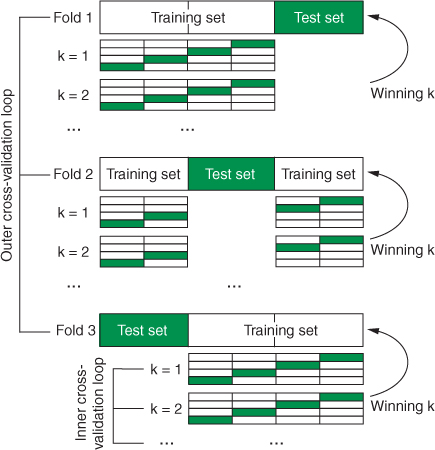 Outer cross-validation loop
Fold 1
Training set
Test set
k = 1
k = 2
Winning k
... ...
Fold 2
Training set
Test set
Training set
k = 1
k = 2
Winning k
... ...
Fold 3
Test set
Training set
Inner cross-
validation loop
k = 1
k = 2
Winning k
... ...